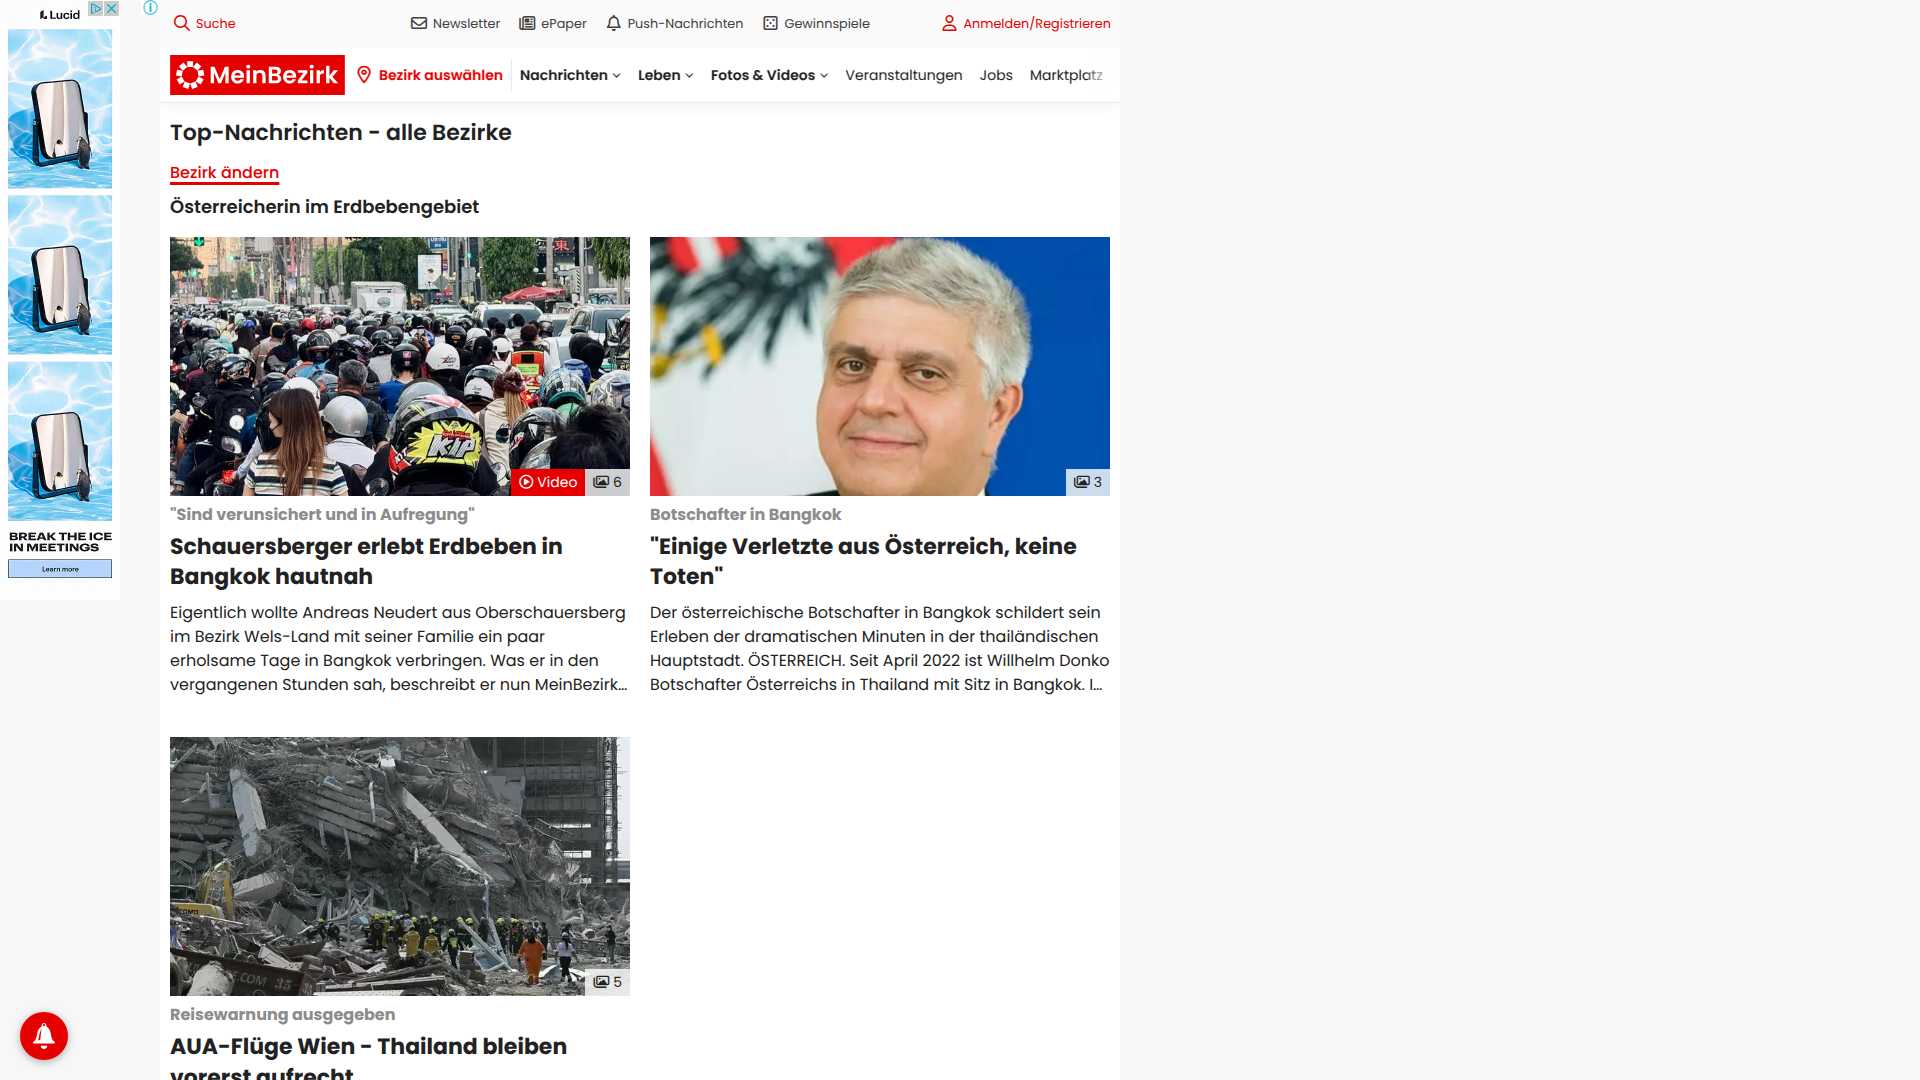 Lucid
BREAK THE ICE
IN MEETINGS
Learn more
Suche
Newsletter
ePaper
Push-Nachrichten
Gewinnspiele
Anmelden/Registrieren
MeinBezirk
Bezirk auswählen
Nachrichten
Leben
Fotos & Videos
Veranstaltungen
Jobs
Marktplatz
Top-Nachrichten - alle Bezirke
Bezirk ändern
Österreicherin im Erdbebengebiet
KiP
Video
6
"Sind verunsichert und in Aufregung"
Schauersberger erlebt Erdbeben in
Bangkok hautnah
Eigentlich wollte Andreas Neudert aus Oberschauersberg
im Bezirk Wels-Land mit seiner Familie ein paar
erholsame Tage in Bangkok verbringen. Was er in den
vergangenen Stunden sah, beschreibt er nun MeinBezirk...
3
Botschafter in Bangkok
"Einige Verletzte aus Österreich, keine
Toten"
Der österreichische Botschafter in Bangkok schildert sein
Erleben der dramatischen Minuten in der thailändischen
Hauptstadt. ÖSTERREICH. Seit April 2022 ist Willhelm Donko
Botschafter Österreichs in Thailand mit Sitz in Bangkok. I...
.COM 35
5
Reisewarnung ausgegeben
AUA-Flüge Wien - Thailand bleiben
vorerst aufrecht